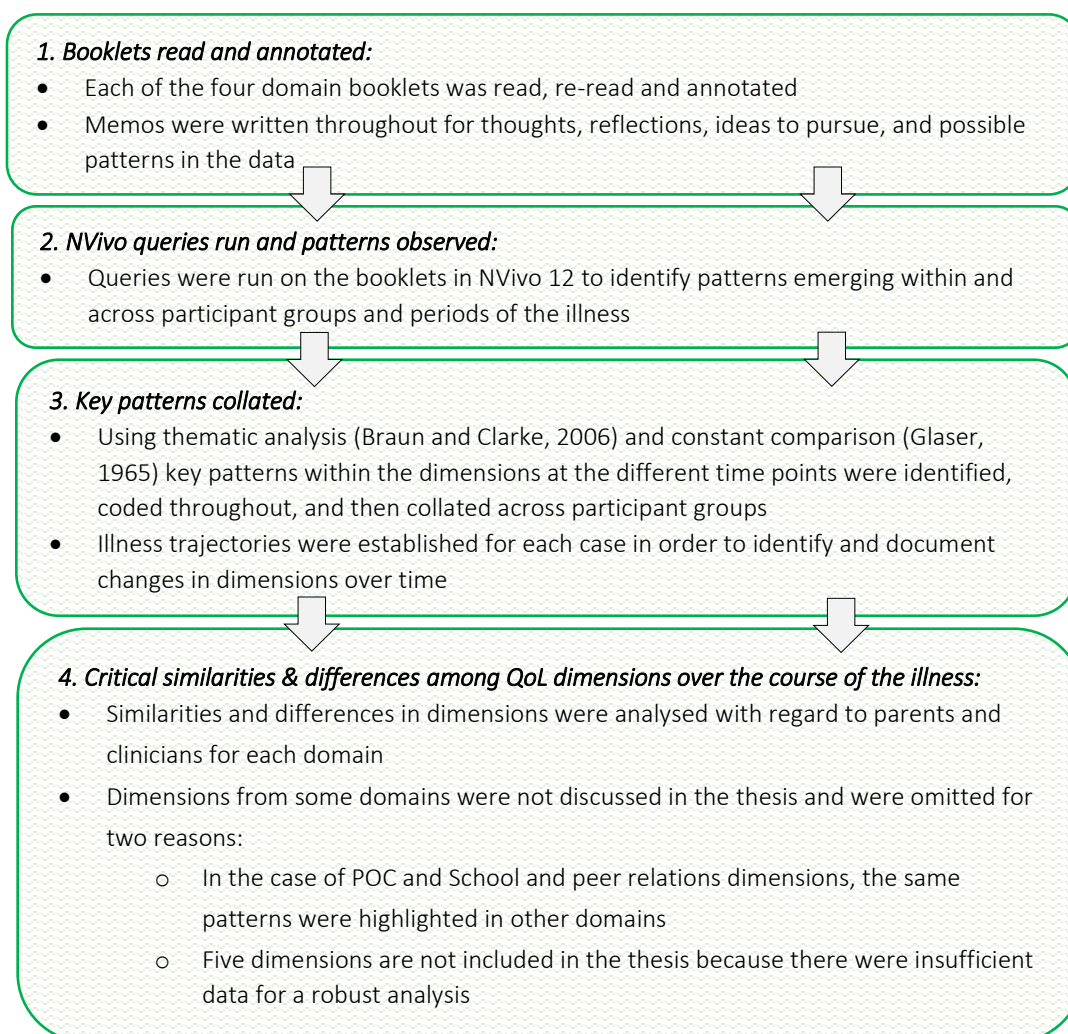 1. Booklets read and annotated:
• Each of the four domain booklets was read, re-read and annotated
• Memos were written throughout for thoughts, reflections, ideas to pursue, and possible
patterns in the data
2. NVivo queries run and patterns observed:
• Queries were run on the booklets in NVivo 12 to identify patterns emerging within and
across participant groups and periods of the illness
3. Key patterns collated:
• Using thematic analysis (Braun and Clarke, 2006) and constant comparison (Glaser,
1965) key patterns within the dimensions at the different time points were identified,
coded throughout, and then collated across participant groups
• Illness trajectories were established for each case in order to identify and document
changes in dimensions over time
4. Critical similarities & differences among QoL dimensions over the course of the illness:
• Similarities and differences in dimensions were analysed with regard to parents and
clinicians for each domain
• Dimensions from some domains were not discussed in the thesis and were omitted for
two reasons:
o In the case of POC and School and peer relations dimensions, the same
patterns were highlighted in other domains
o Five dimensions are not included in the thesis because there were insufficient
data for a robust analysis